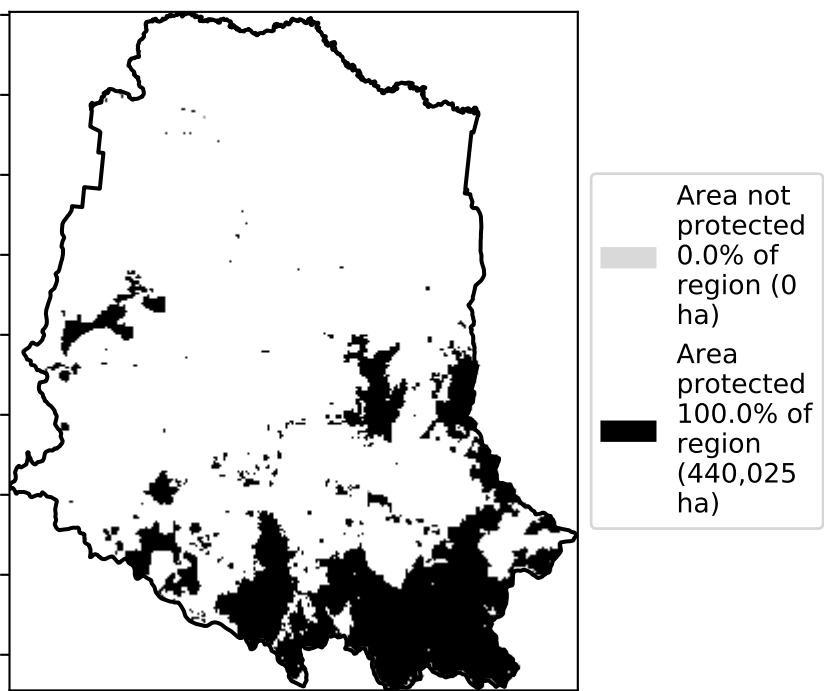 Area not
protected
0.0% of
region (0
ha)
Area
protected
100.0% of
region
(440,025
ha)